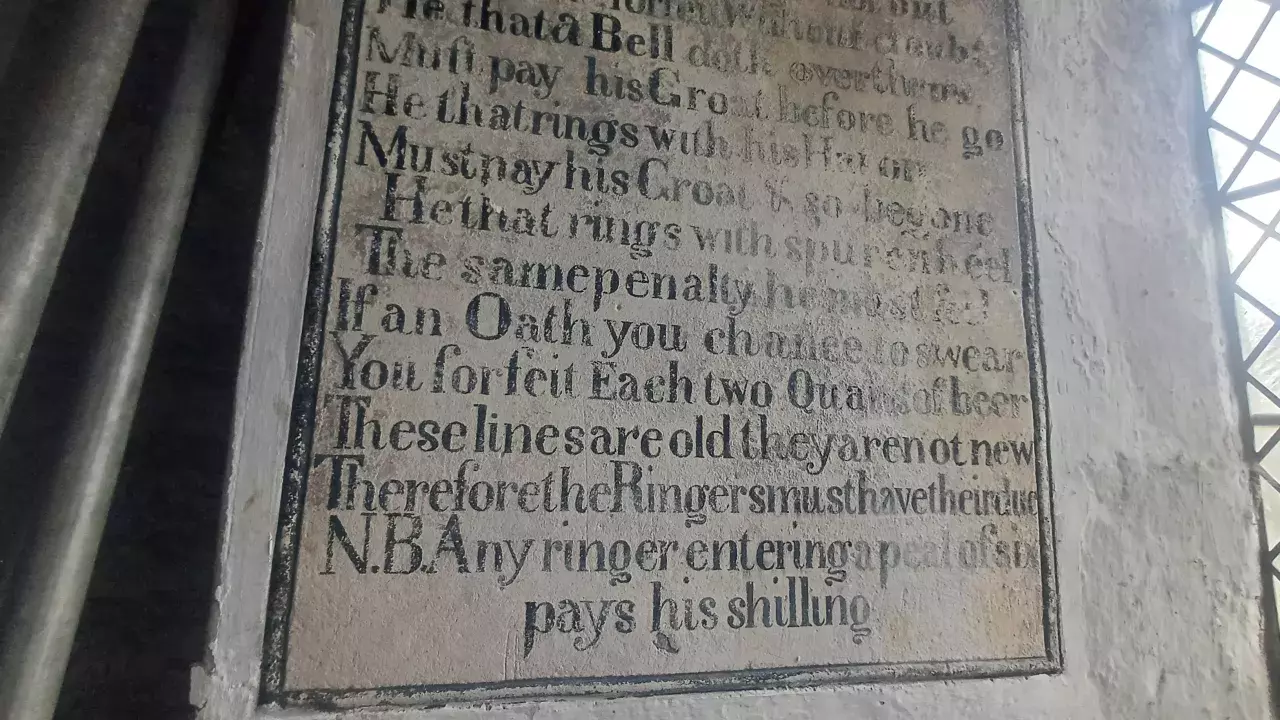 without doubt
He that a Bell doth overthrow
Must pay his Groat before he go
He that rings with his Hat on
Must pay his Groat & go begone
He that rings with spur on heel
The same penalty he must feel
If an Oath you chance to swear
You forfeit Each two Quarts of beer
These lines are old they are not new
Therefore the Ringers must have their due
N.B. Any ringer entering a peal of six
pays his shilling